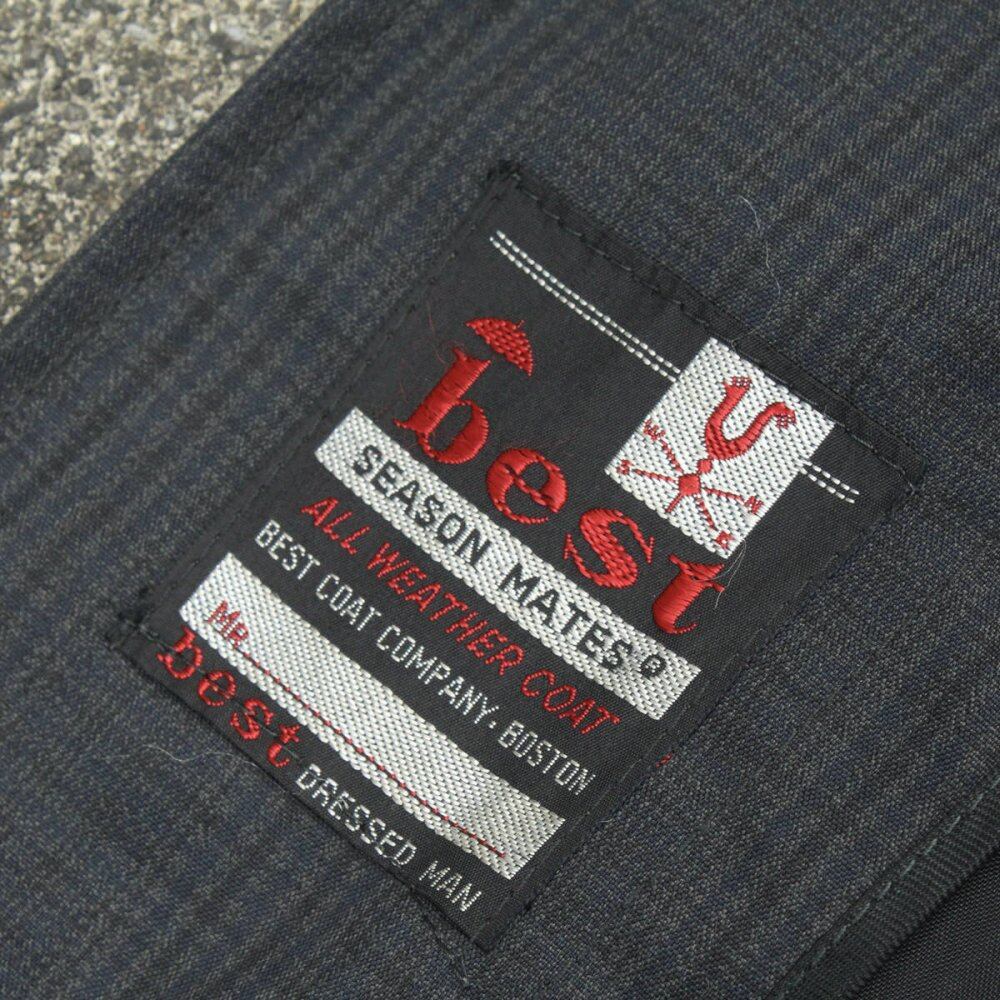 best
SEASON MATES®
ALL WEATHER COAT
BEST COAT COMPANY, BOSTON
MR.
best DRESSED MAN